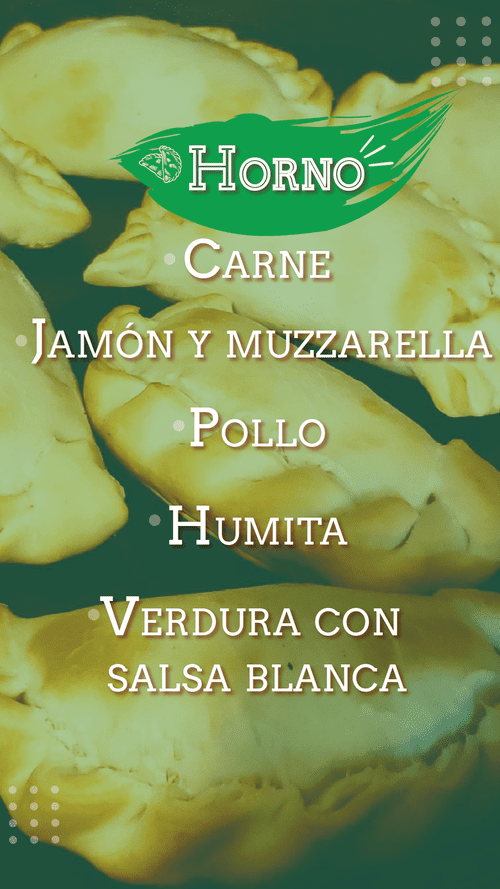 Horno
• Carne
• Jamón y muzzarella
• Pollo
• Humita
• Verdura con
salsa blanca